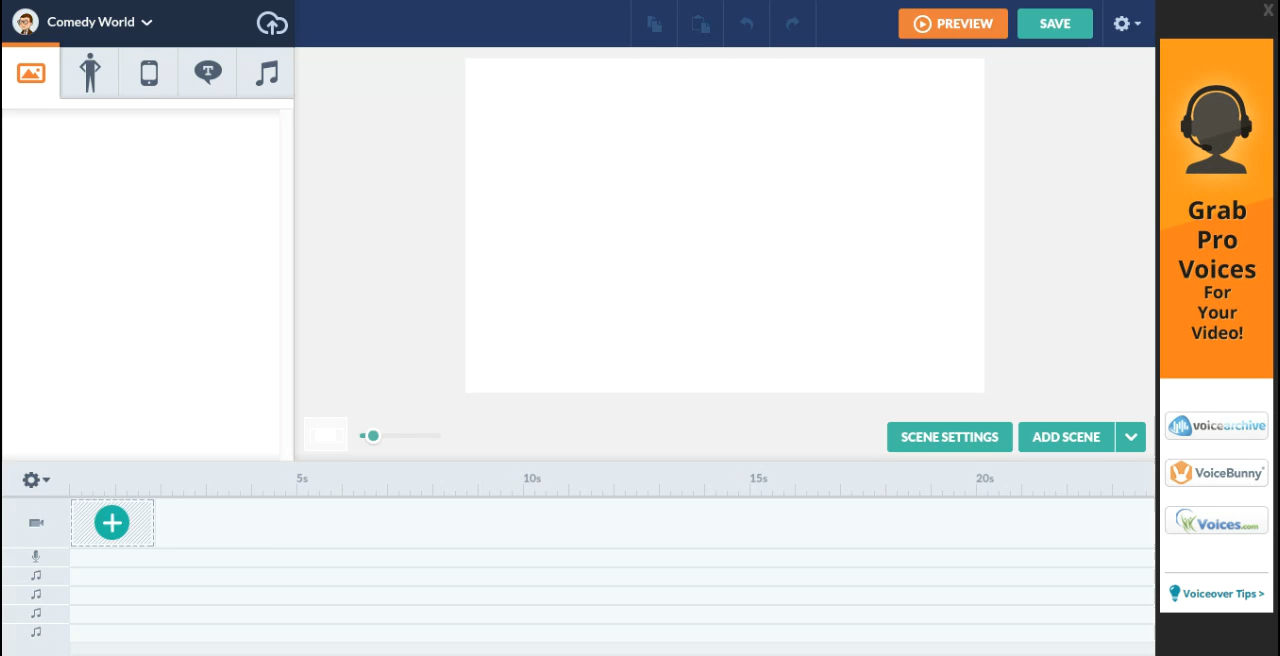 Comedy World
PREVIEW
SAVE
X
T
Grab
Pro
Voices
For
Your
Video!
SCENE SETTINGS
ADD SCENE
voicearchive
VoiceBunny
Voices.com
Voiceover Tips >
5s
10s
15s
20s